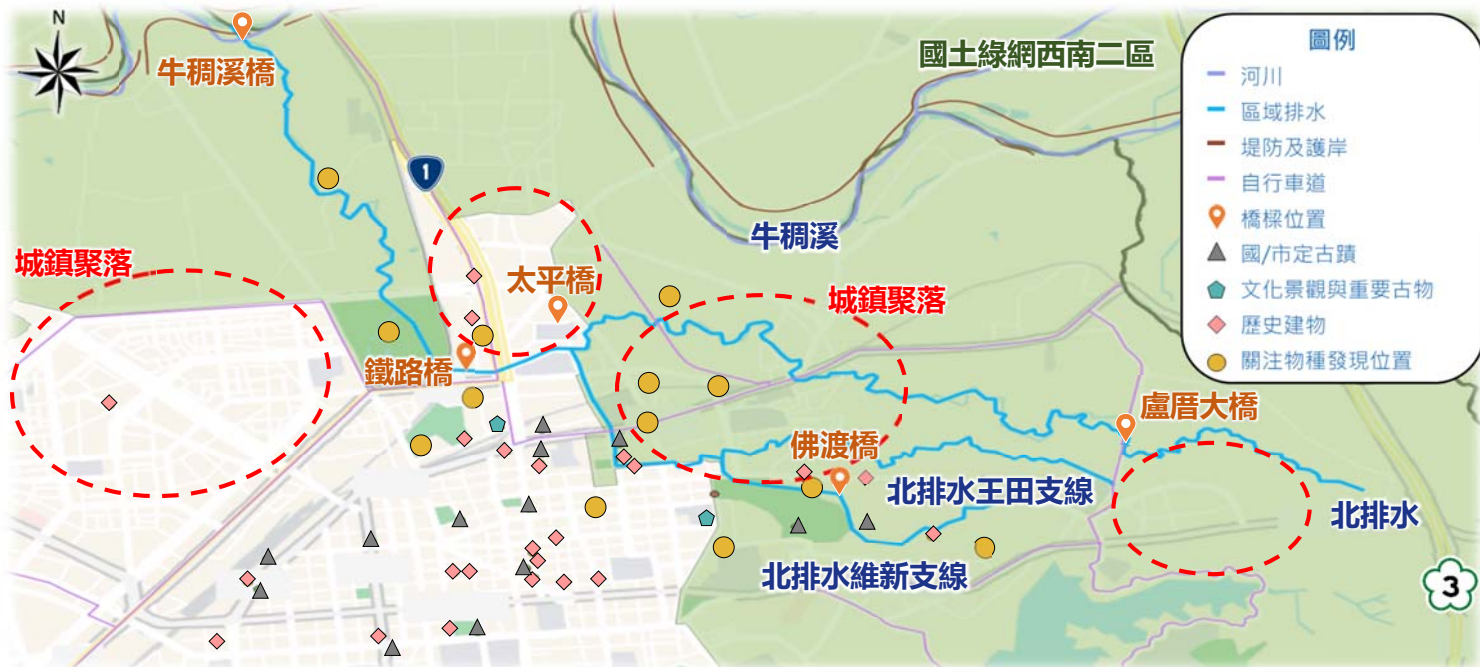 N
牛稠溪橋
國土綠網西南二區
1
牛稠溪
城鎮聚落
太平橋
城鎮聚落
鐵路橋
盧厝大橋
佛渡橋
北排水王田支線
北排水
北排水維新支線
3
圖例
河川
區域排水
堤防及護岸
自行車道
橋樑位置
國/市定古蹟
文化景觀與重要古物
歷史建物
關注物種發現位置